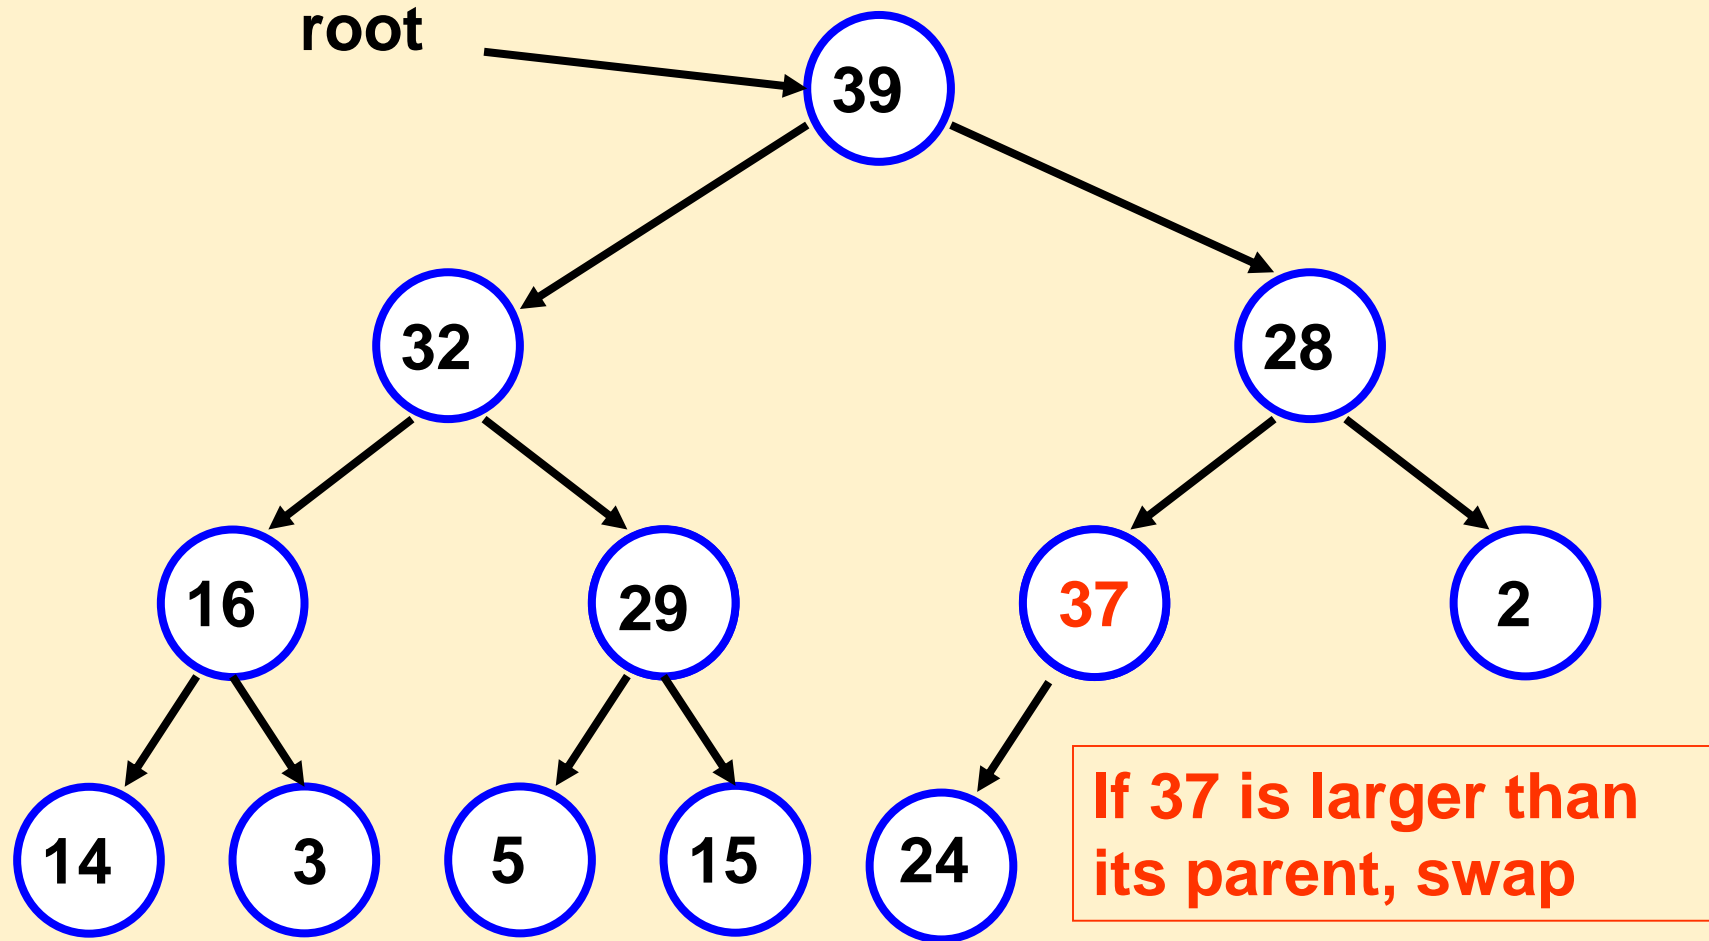 root
39
32 28
16 29 37 2
14 3 5 15 24
If 37 is larger than
its parent, swap